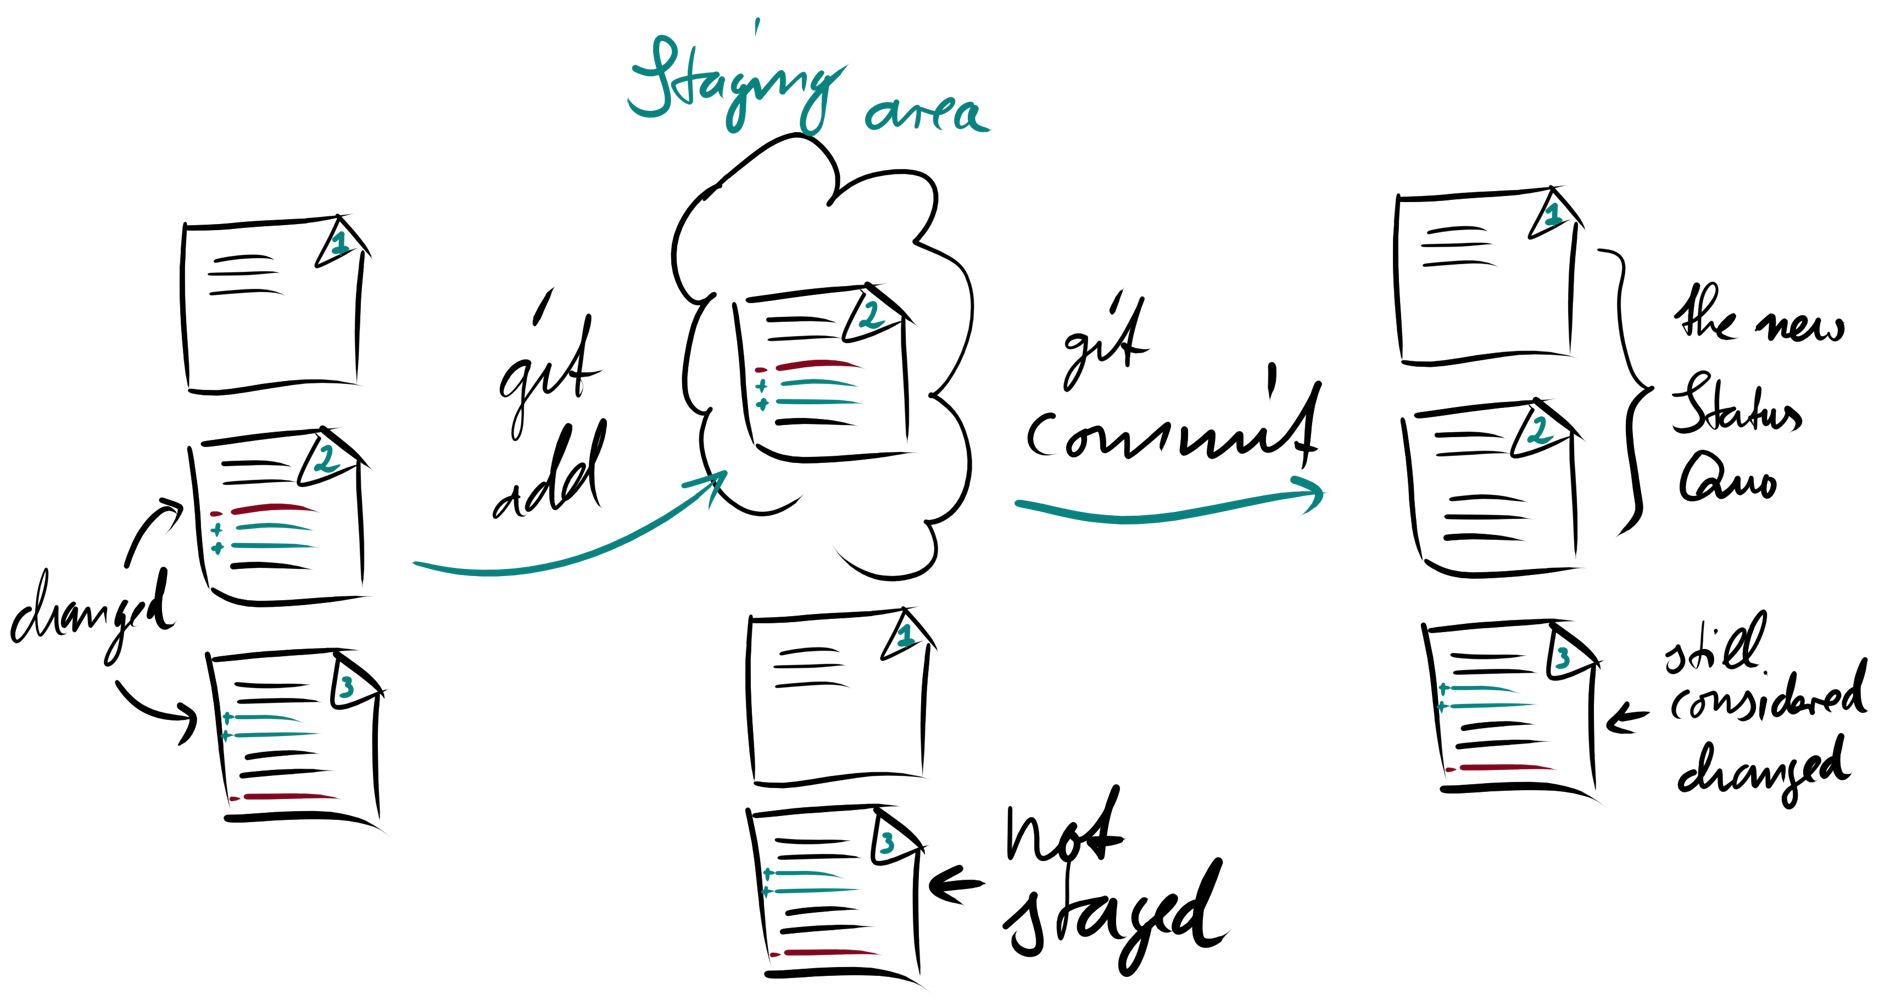 Staging area
1
2
- 
+
+
changed
3
+
+
-
git
add
2
-
+
+
1
3
+
+
-
not
staged
git
commit
1
2
3
+
+
-
the new
Status
Quo
still
considered
changed